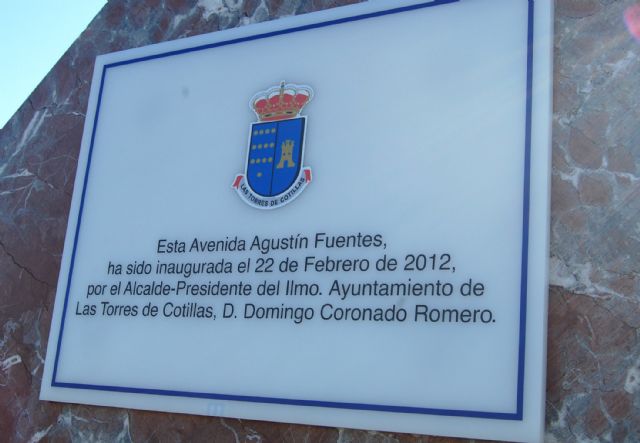 LAS TORRES DE COTILLAS
Esta Avenida Agustín Fuentes,
ha sido inaugurada el 22 de Febrero de 2012,
por el Alcalde-Presidente del Ilmo. Ayuntamiento de
Las Torres de Cotillas, D. Domingo Coronado Romero.